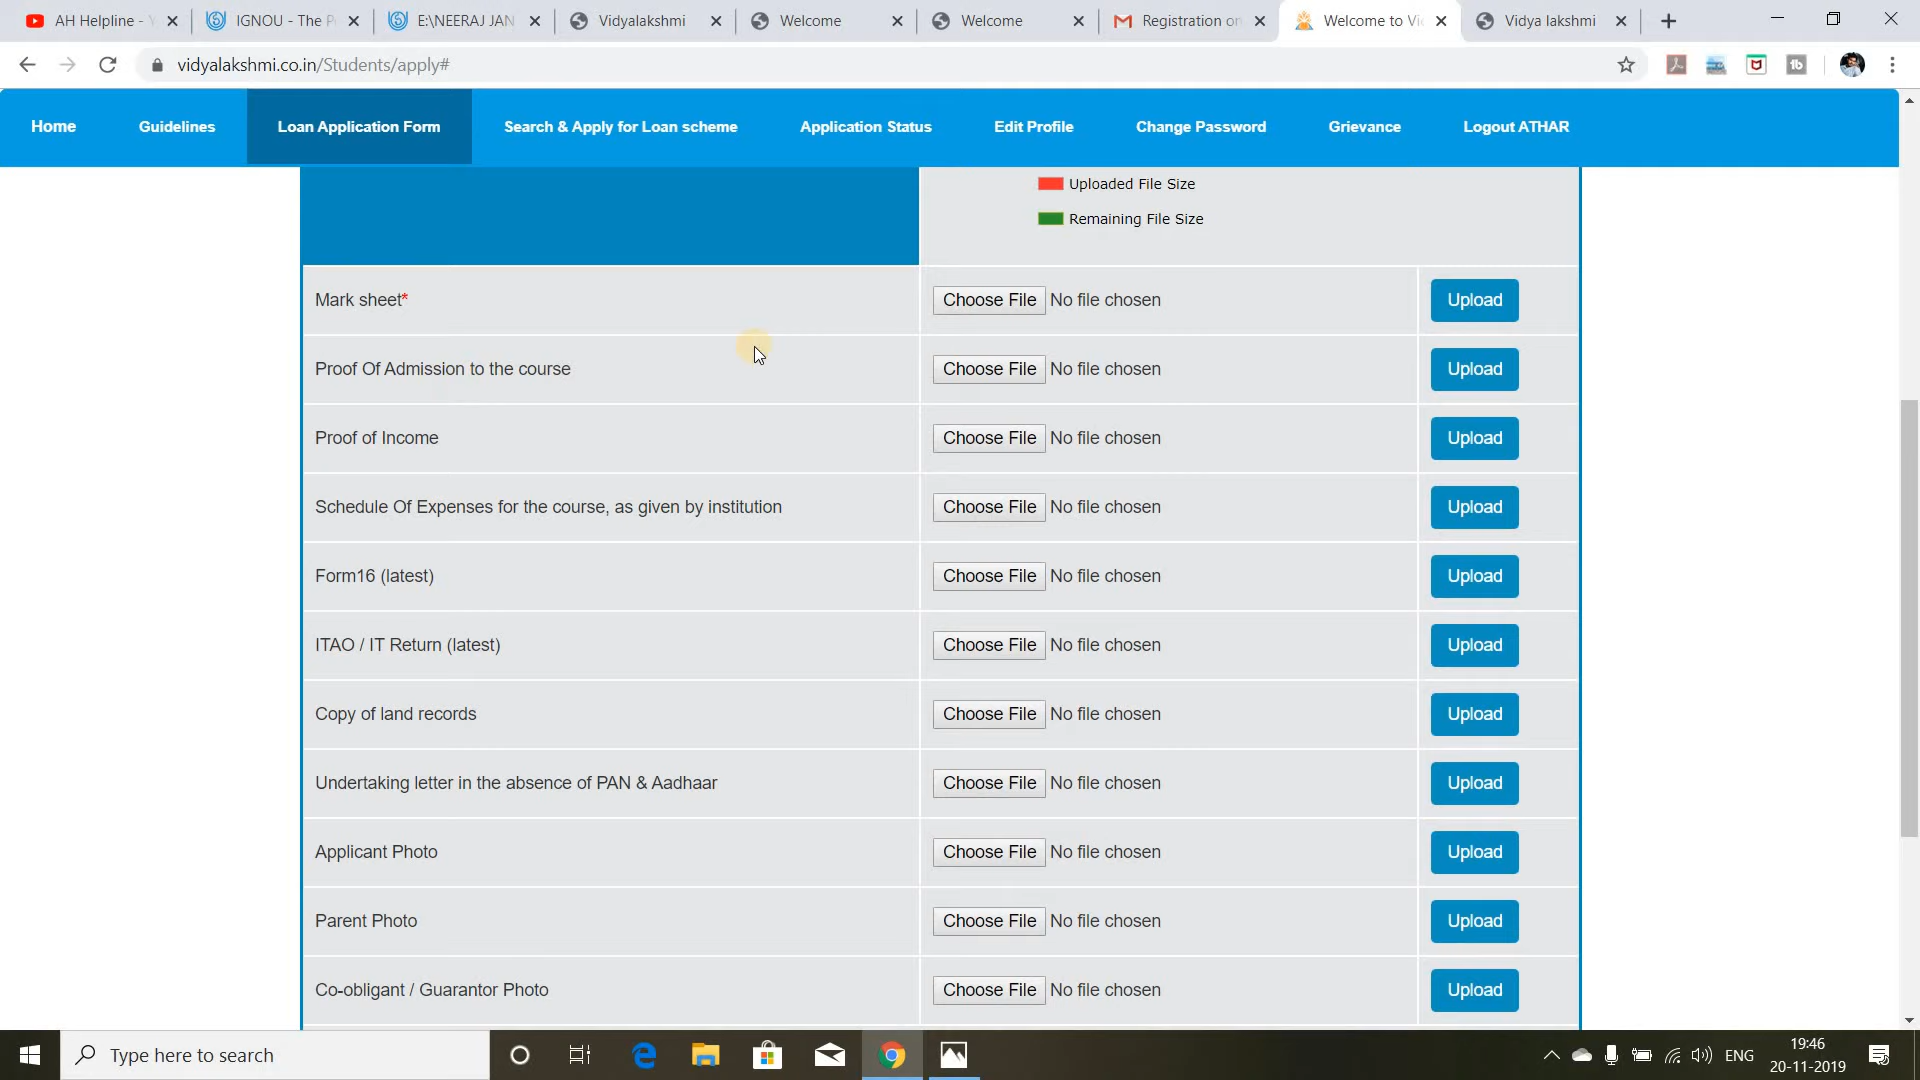 AH Helpline - Y
IGNOU - The P
E:\NEERAJ JAN
Vidyalakshmi
Welcome
Welcome
Registration on
Welcome to Vi
Vidya lakshmi
vidyalakshmi.co.in/Students/apply#
Home
Guidelines
Loan Application Form
Search & Apply for Loan scheme
Application Status
Edit Profile
Change Password
Grievance
Logout ATHAR
Uploaded File Size
Remaining File Size
Mark sheet* Choose File No file chosen Upload
Proof Of Admission to the course Choose File No file chosen Upload
Proof of Income Choose File No file chosen Upload
Schedule Of Expenses for the course, as given by institution Choose File No file chosen Upload
Form16 (latest) Choose File No file chosen Upload
ITAO / IT Return (latest) Choose File No file chosen Upload
Copy of land records Choose File No file chosen Upload
Undertaking letter in the absence of PAN & Aadhaar Choose File No file chosen Upload
Applicant Photo Choose File No file chosen Upload
Parent Photo Choose File No file chosen Upload
Co-obligant / Guarantor Photo Choose File No file chosen Upload
Type here to search
ENG
19:46
20-11-2019